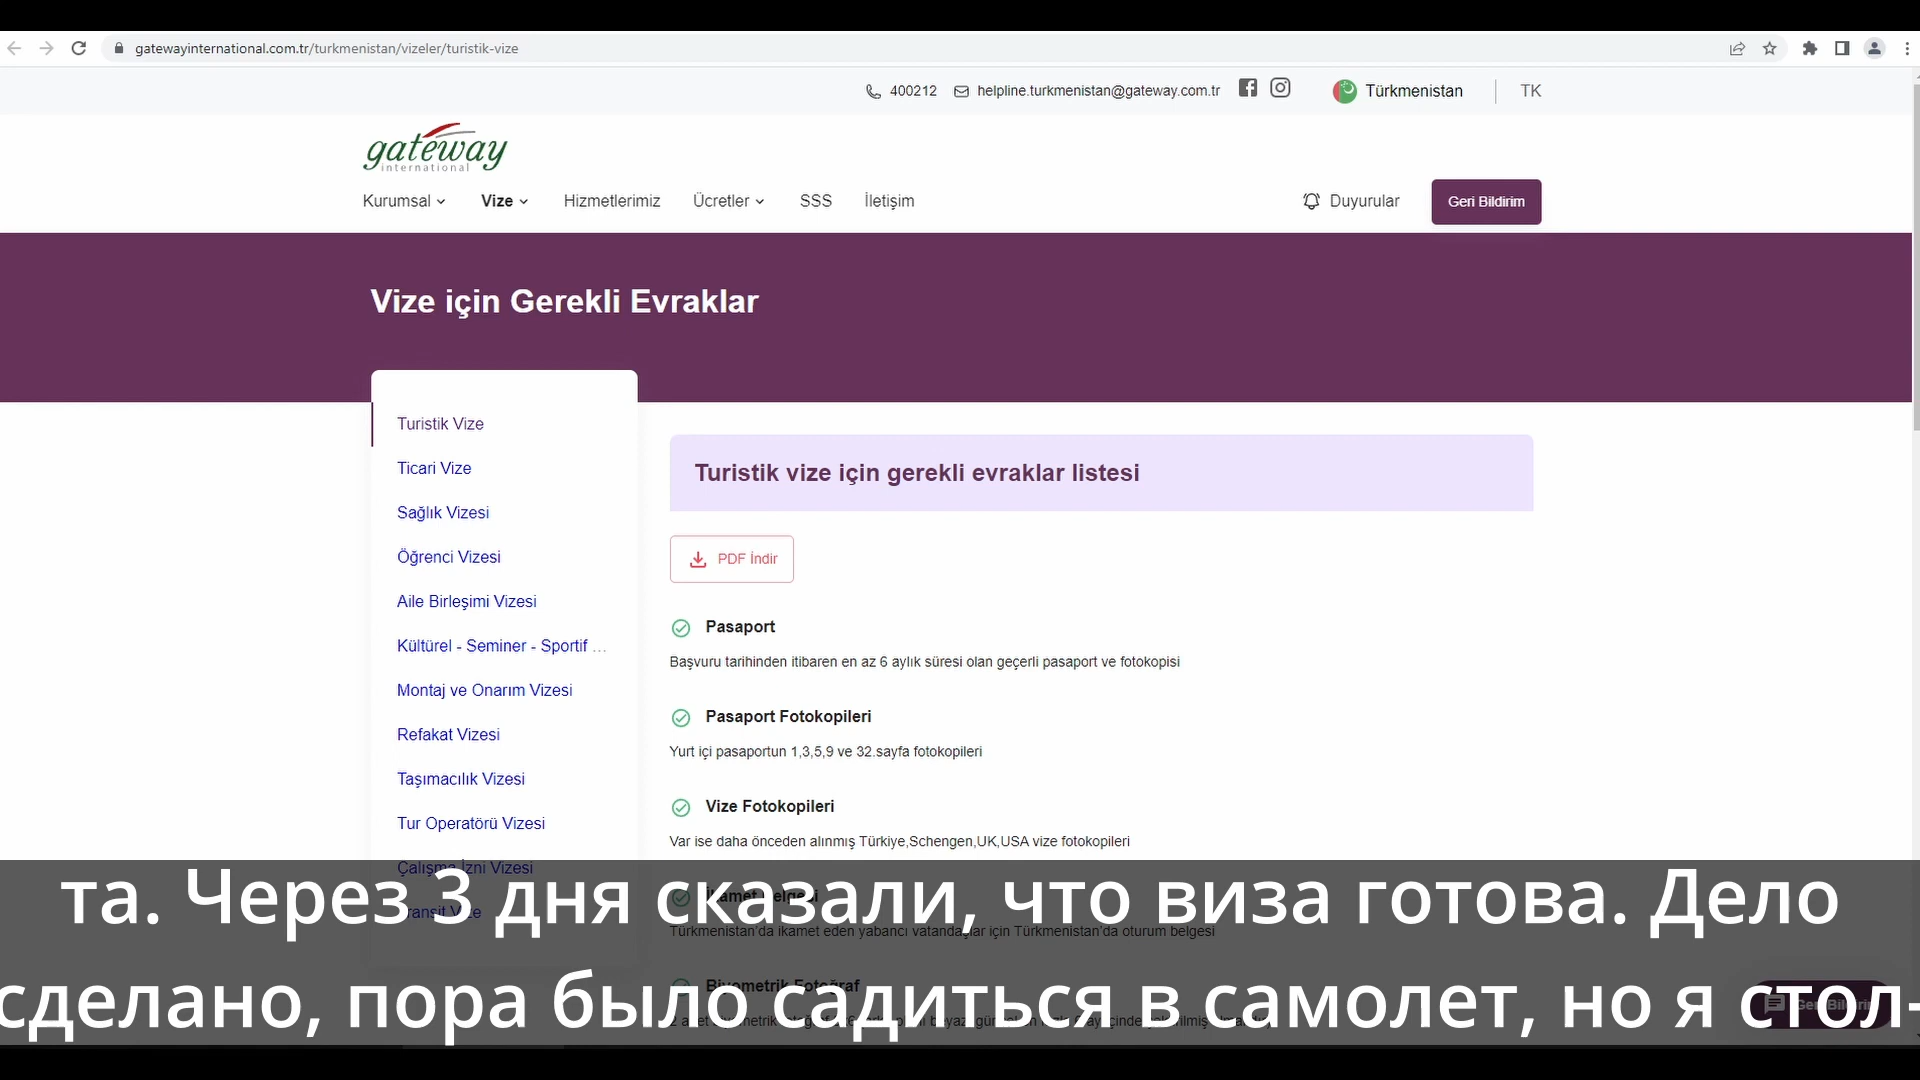 gatewayinternational.com.tr/turkmenistan/vizeler/turistik-vize
400212 helpline.turkmenistan@gateway.com.tr Türkmenistan TK
gateway
international
Kurumsal Vize Hizmetlerimiz Ücretler SSS İletişim Duyurular Geri Bildirim
Vize için Gerekli Evraklar
Turistik Vize
Ticari Vize
Sağlık Vizesi
Öğrenci Vizesi
Aile Birleşimi Vizesi
Kültürel - Seminer - Sportif ...
Montaj ve Onarım Vizesi
Refakat Vizesi
Taşımacılık Vizesi
Tur Operatörü Vizesi
Çalışma İzni Vizesi
Turistik vize için gerekli evraklar listesi
PDF İndir
Pasaport
Başvuru tarihinden itibaren en az 6 aylık süresi olan geçerli pasaport ve fotokopisi
Pasaport Fotokopileri
Yurt içi pasaportun 1,3,5,9 ve 32.sayfa fotokopileri
Vize Fotokopileri
Var ise daha önceden alınmış Türkiye,Schengen,UK,USA vize fotokopileri
Türkmenistan'da ikamet eden yabancı vatandaşlar için Türkmenistan'da oturum belgesi
Biyometrik Fotoğraf
та. Через 3 дня сказали, что виза готова. Дело
сделано, пора было садиться в самолет, но я стол-